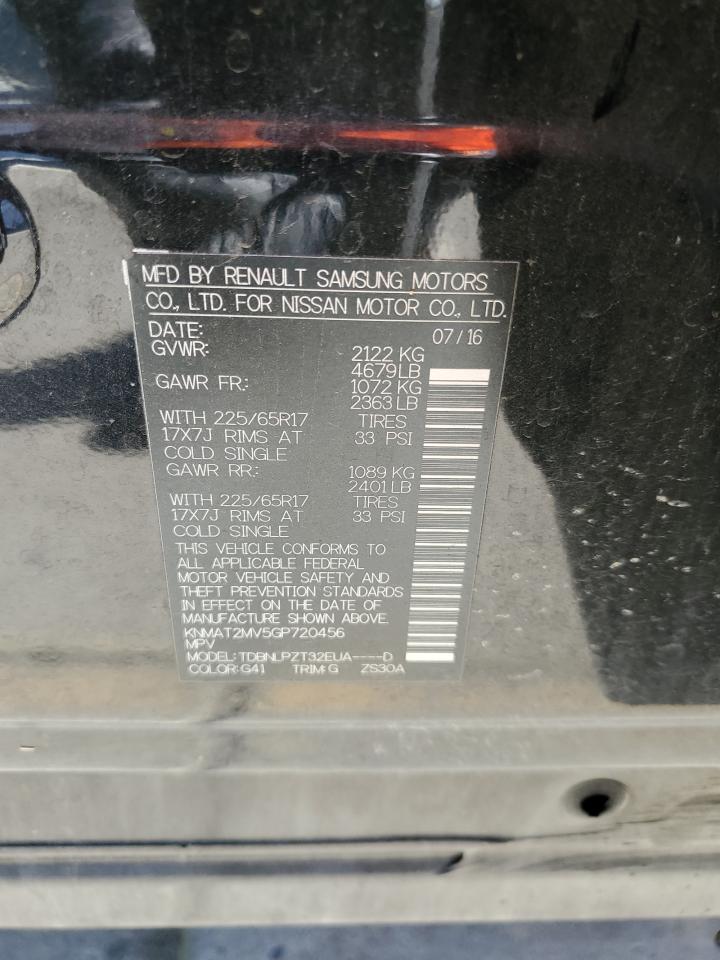 MFD BY RENAULT SAMSUNG MOTORS
CO., LTD. FOR NISSAN MOTOR CO., LTD.
DATE: 07/16
GVWR: 2122 KG
4679LB
GAWR FR: 1072 KG
2363LB
WITH 225/65R17 TIRES
17X7J RIMS AT 33 PSI
COLD SINGLE
GAWR RR: 1089 KG
2401LB
WITH 225/65R17 TIRES
17X7J RIMS AT 33 PSI
COLD SINGLE
THIS VEHICLE CONFORMS TO
ALL APPLICABLE FEDERAL
MOTOR VEHICLE SAFETY AND
THEFT PREVENTION STANDARDS
IN EFFECT ON THE DATE OF
MANUFACTURE SHOWN ABOVE.
KNMAT2MV5GP720456
MPV
MODEL: TDBNLPZT32EUA----D
COLOR:G41 TRIM:G ZS30A